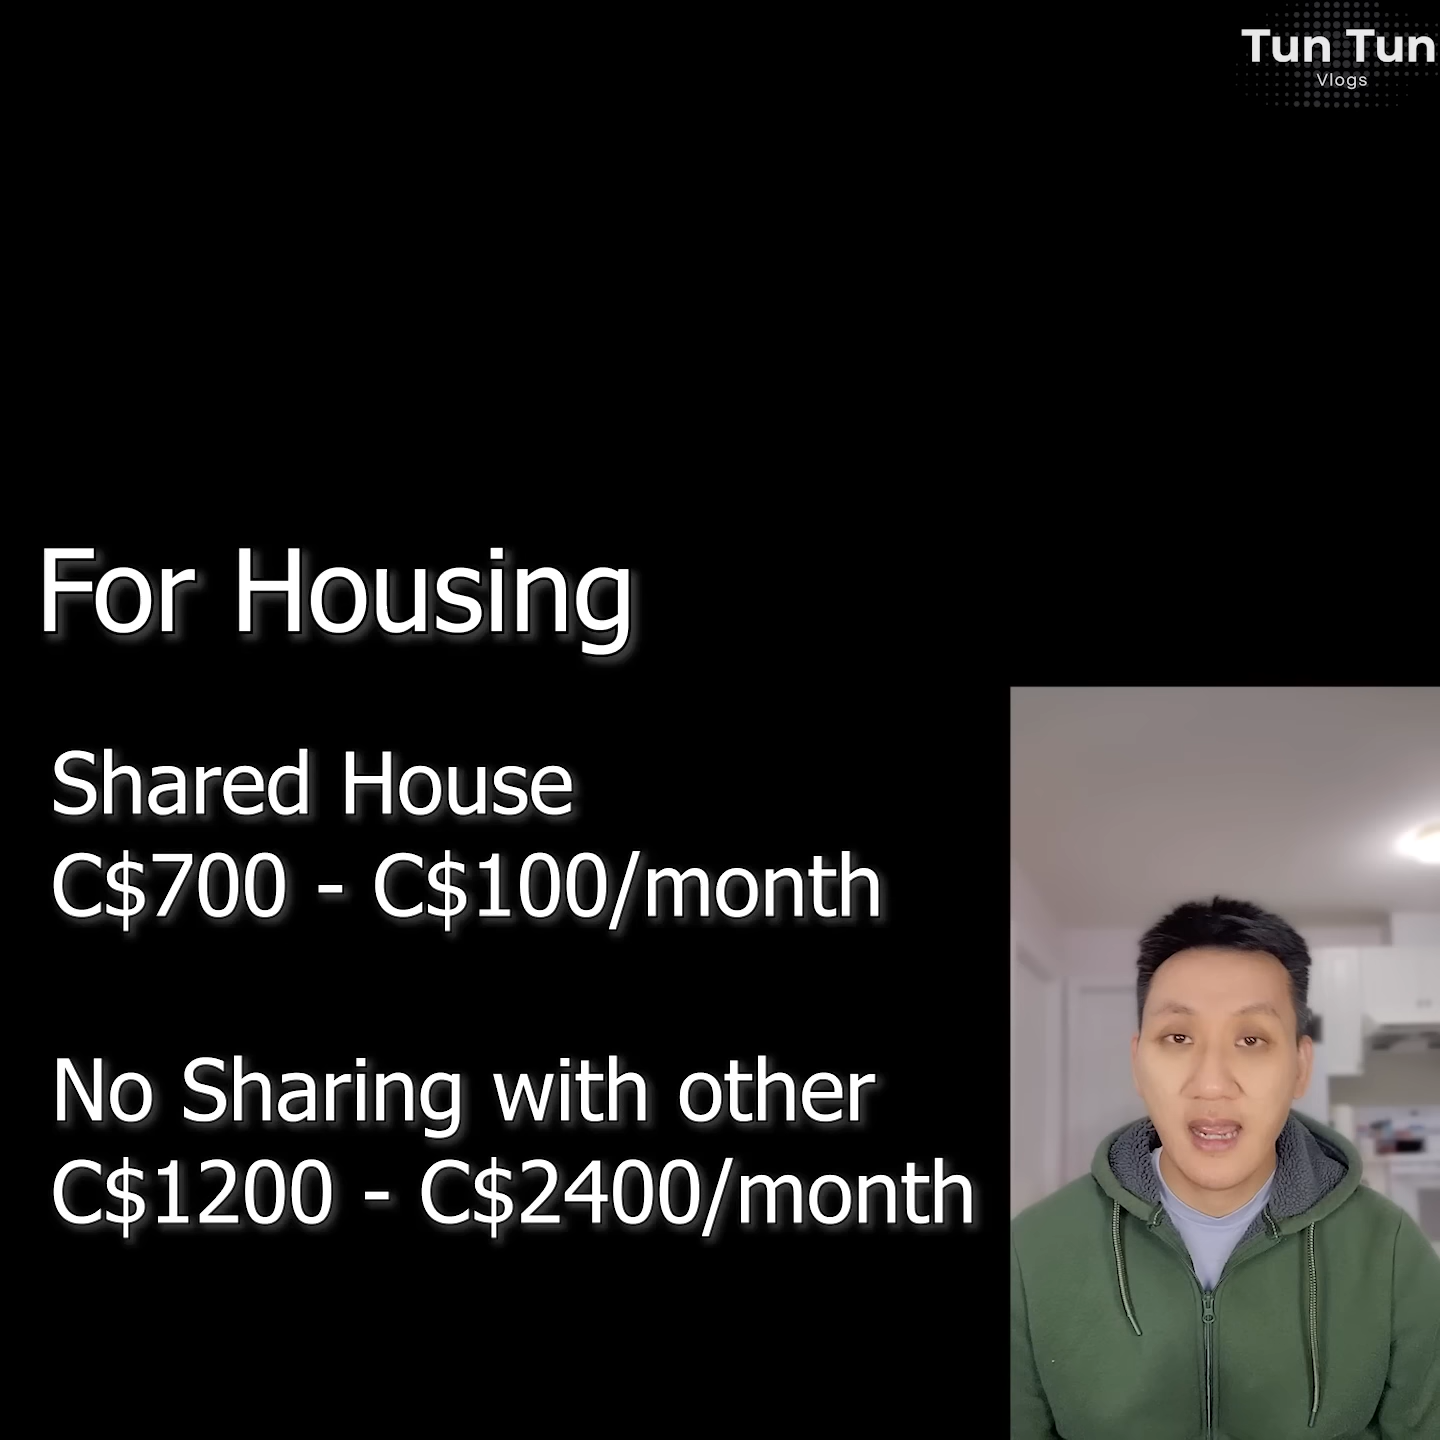 Tun Tun
Vlogs
For Housing
Shared House
C$700 - C$100/month
No Sharing with other
C$1200 - C$2400/month